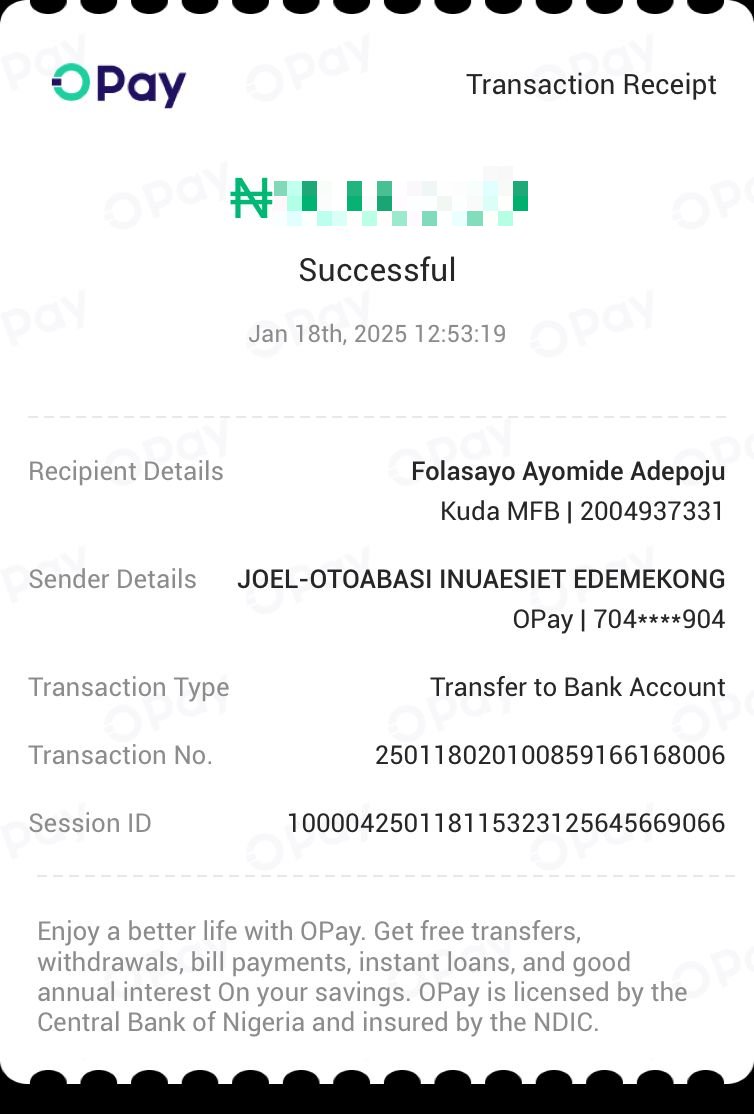 OPay
Transaction Receipt
₦
Successful
Jan 18th, 2025 12:53:19
Recipient Details
Folasayo Ayomide Adepoju
Kuda MFB | 2004937331
Sender Details
JOEL-OTOABASI INUAESIET EDEMEKONG
OPay | 704****904
Transaction Type
Transfer to Bank Account
Transaction No.
250118020100859166168006
Session ID
100004250118115323125645669066
Enjoy a better life with OPay. Get free transfers,
withdrawals, bill payments, instant loans, and good
annual interest On your savings. OPay is licensed by the
Central Bank of Nigeria and insured by the NDIC.